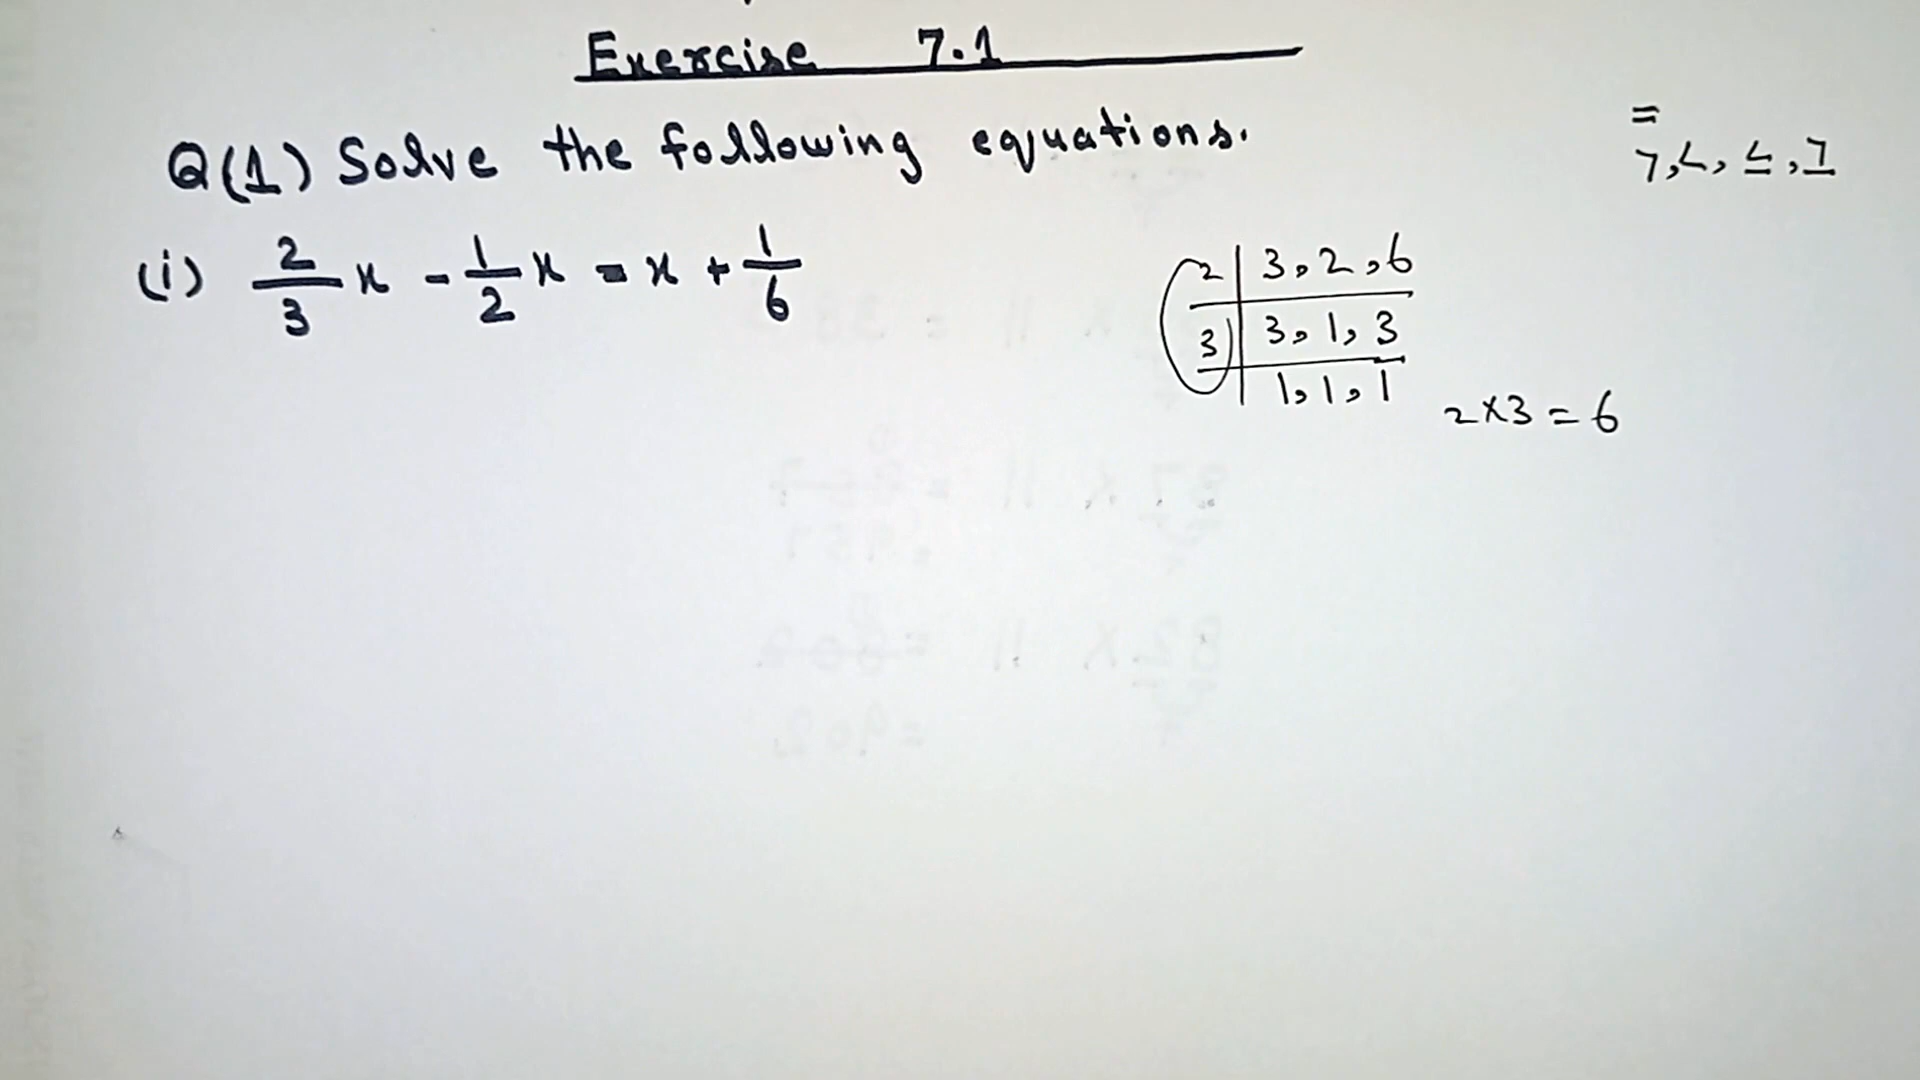 Exercise 7.1
Q(1) Solve the following equations.
(i) 2/3 x - 1/2 x = x + 1/6
=
>, <, ≤, ≥
2 | 3, 2, 6
3 | 3, 1, 3
1, 1, 1
2×3 = 6